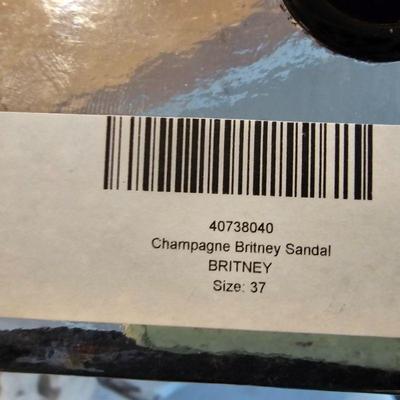 40738040
Champagne Britney Sandal
BRITNEY
Size: 37